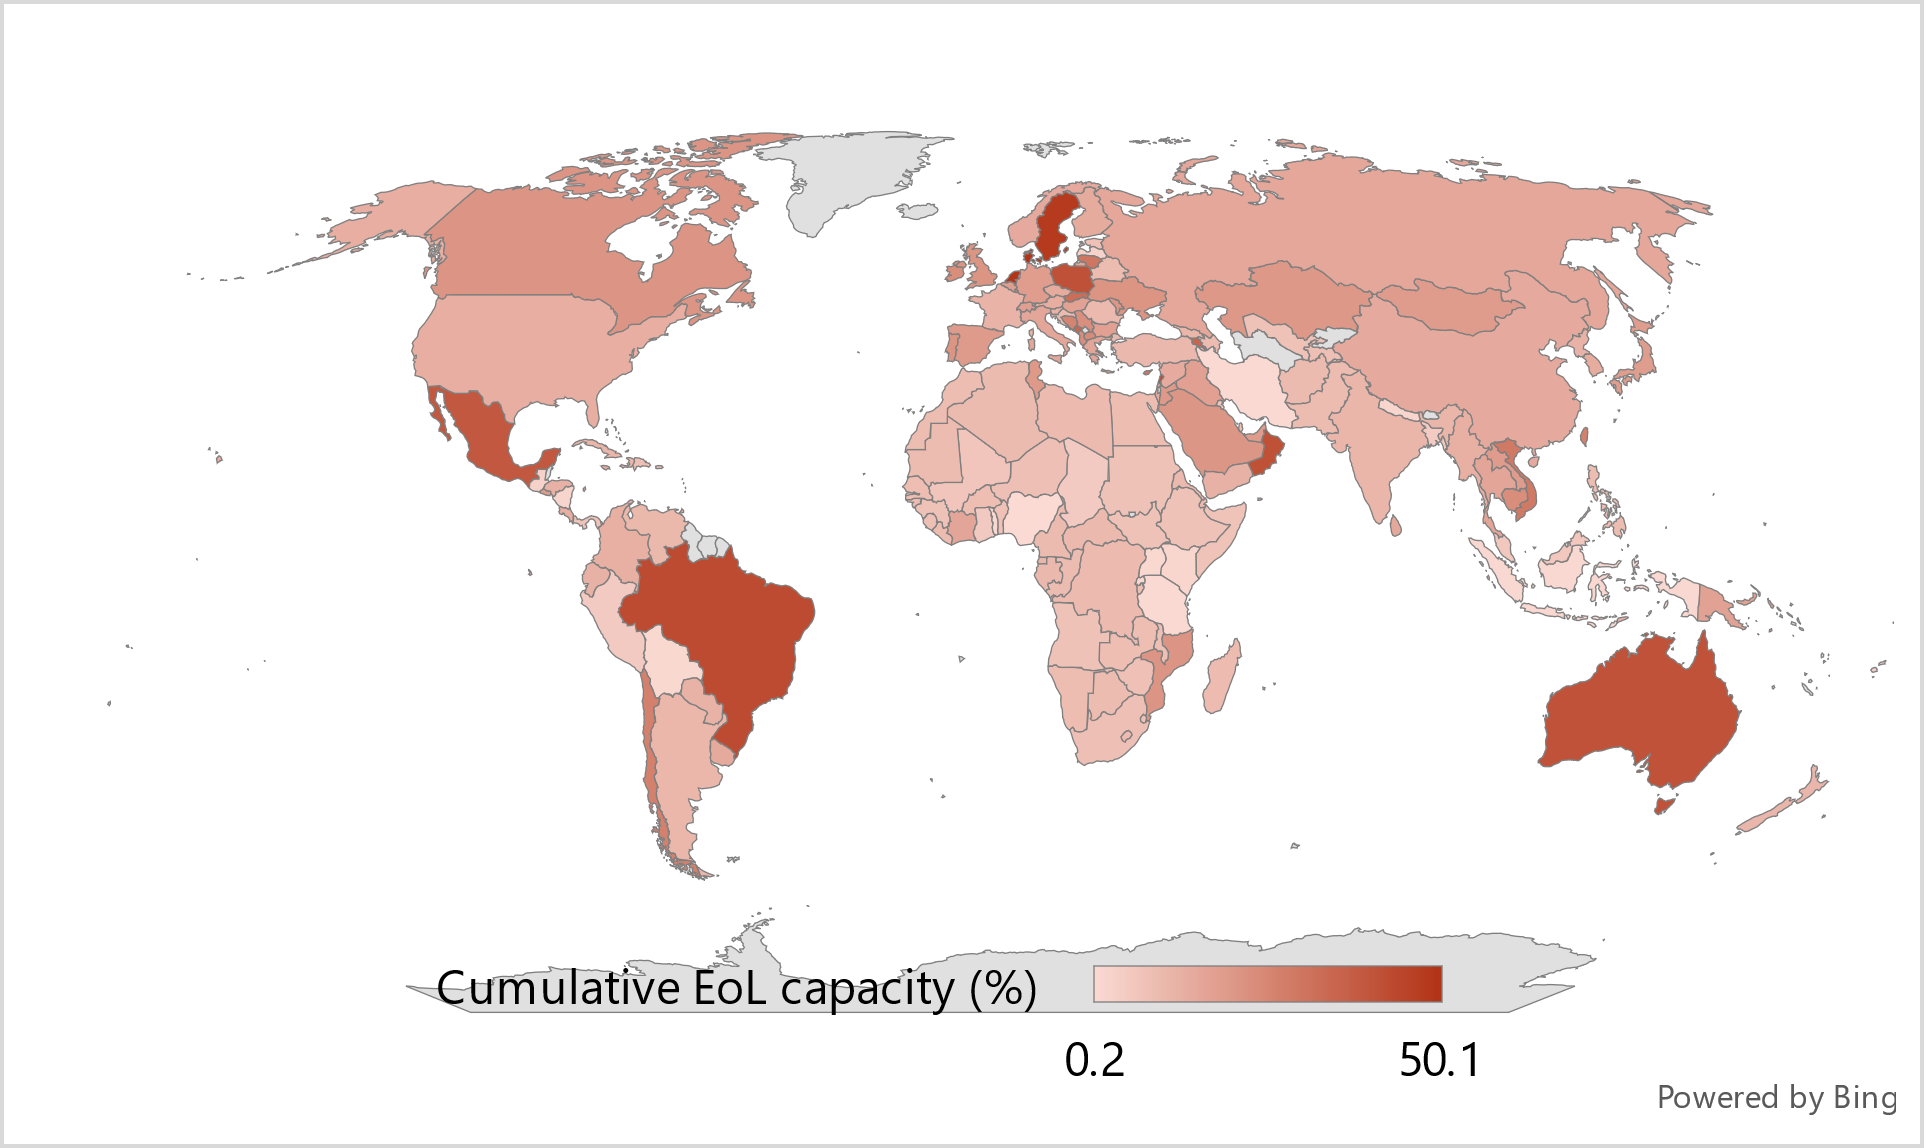 Cumulative EoL capacity (%)
0.2 50.1
Powered by Bing